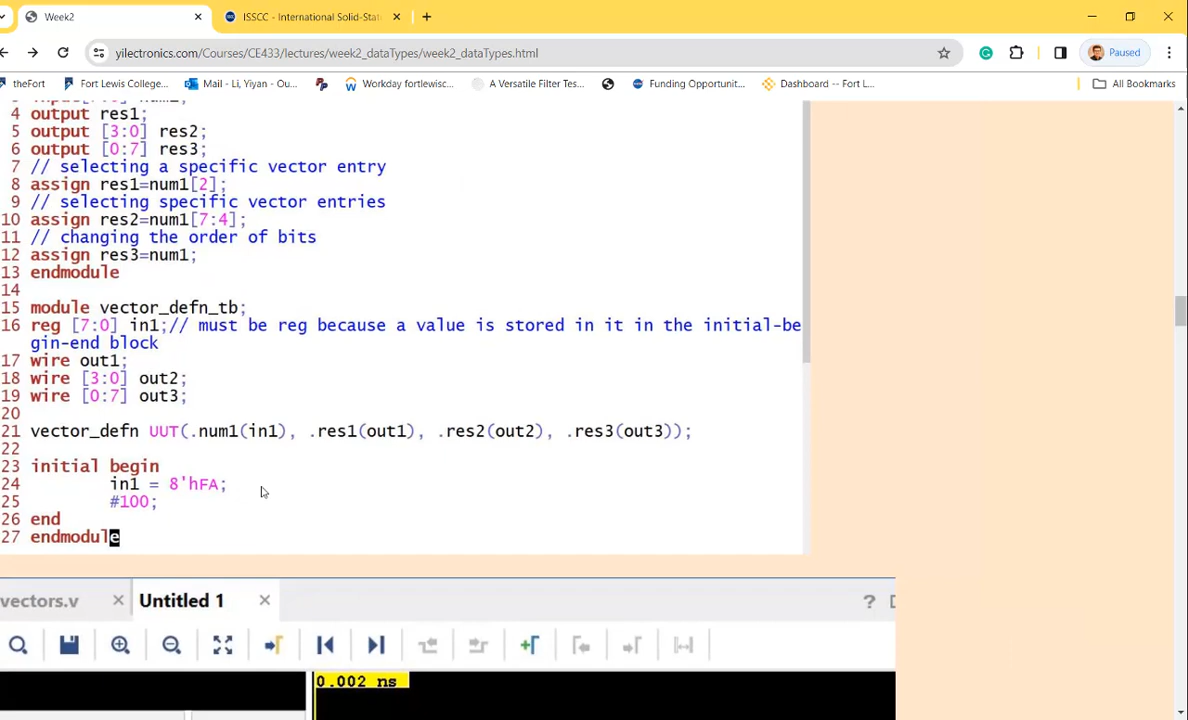 Week2
ISSCC - International Solid-Stat
yilectronics.com/Courses/CE433/lectures/week2_dataTypes/week2_dataTypes.html
Paused
theFort
Fort Lewis College...
Mail - Li, Yiyan - Ou...
Workday fortlewisc...
A Versatile Filter Tes...
Funding Opportunit...
Dashboard -- Fort L...
All Bookmarks
4 output res1;
5 output [3:0] res2;
6 output [0:7] res3;
7 // selecting a specific vector entry
8 assign res1=num1[2];
9 // selecting specific vector entries
10 assign res2=num1[7:4];
11 // changing the order of bits
12 assign res3=num1;
13 endmodule
14
15 module vector_defn_tb;
16 reg [7:0] in1;// must be reg because a value is stored in it in the initial-be
gin-end block
17 wire out1;
18 wire [3:0] out2;
19 wire [0:7] out3;
20
21 vector_defn UUT(.num1(in1), .res1(out1), .res2(out2), .res3(out3));
22
23 initial begin
24 in1 = 8'hFA;
25 #100;
26 end
27 endmodule
vectors.v
Untitled 1
?
0.002 ns